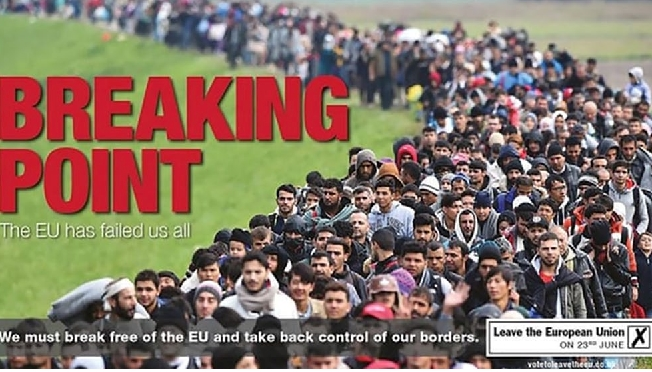 BREAKING
POINT
The EU has failed us all
We must break free of the EU and take back control of our borders.
Leave the European Union
ON 23RD JUNE
X
votetoleavetheeu.co.uk